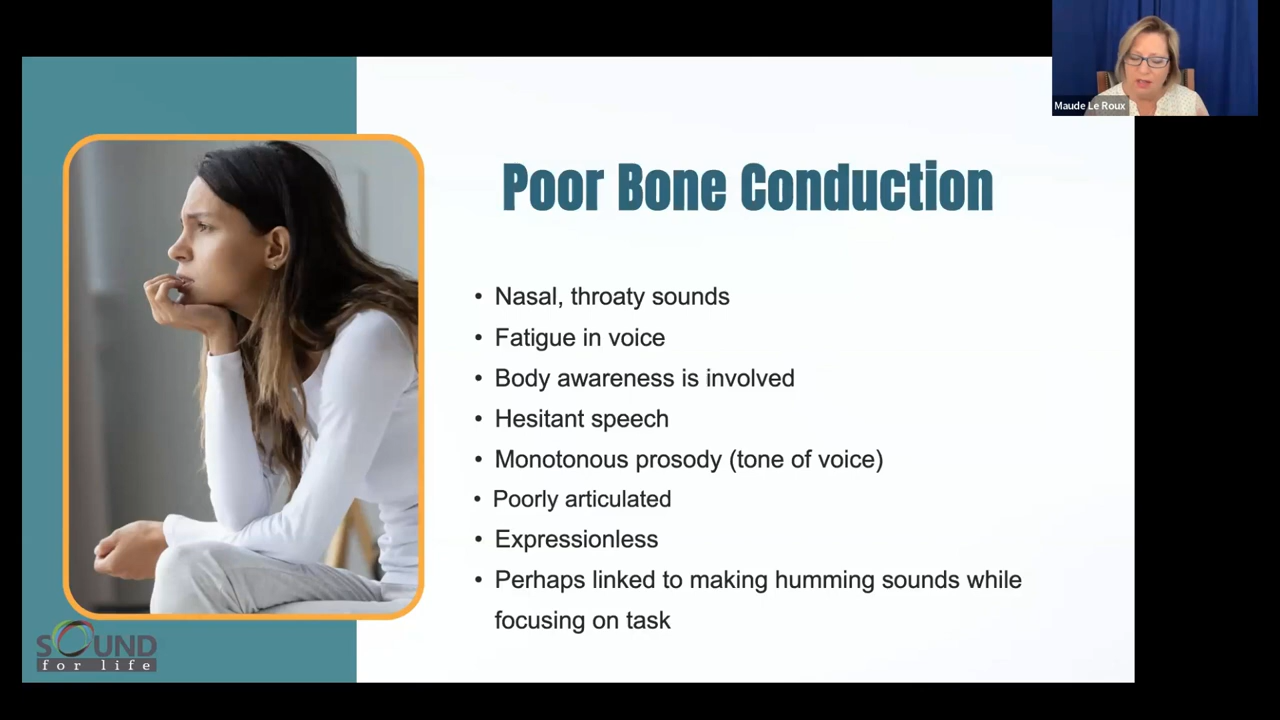 Maude Le Roux
Poor Bone Conduction
• Nasal, throaty sounds
• Fatigue in voice
• Body awareness is involved
• Hesitant speech
• Monotonous prosody (tone of voice)
• Poorly articulated
• Expressionless
• Perhaps linked to making humming sounds while
focusing on task
SOUND
for life